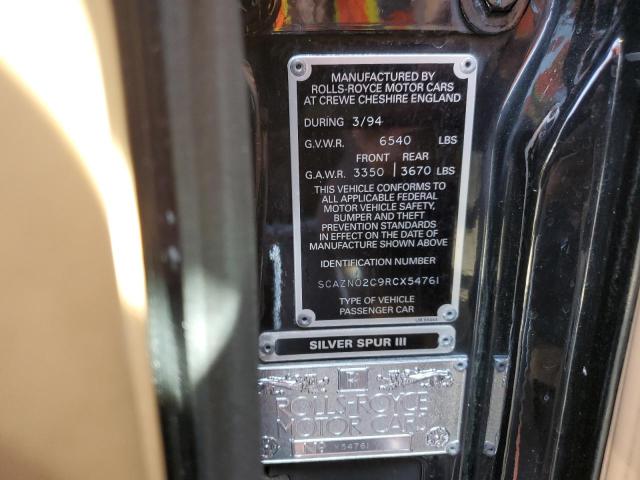 MANUFACTURED BY
ROLLS-ROYCE MOTOR CARS
AT CREWE CHESHIRE ENGLAND
DURING 3/94
G.V.W.R. 6540 LBS
FRONT REAR
G.A.W.R. 3350 3670 LBS
THIS VEHICLE CONFORMS TO
ALL APPLICABLE FEDERAL
MOTOR VEHICLE SAFETY,
BUMPER AND THEFT
PREVENTION STANDARDS
IN EFFECT ON THE DATE OF
MANUFACTURE SHOWN ABOVE
IDENTIFICATION NUMBER
SCAZN02C9RCX54761
TYPE OF VEHICLE
PASSENGER CAR
SILVER SPUR III
ROLLS-ROYCE
MOTOR CARS
Nº X54761